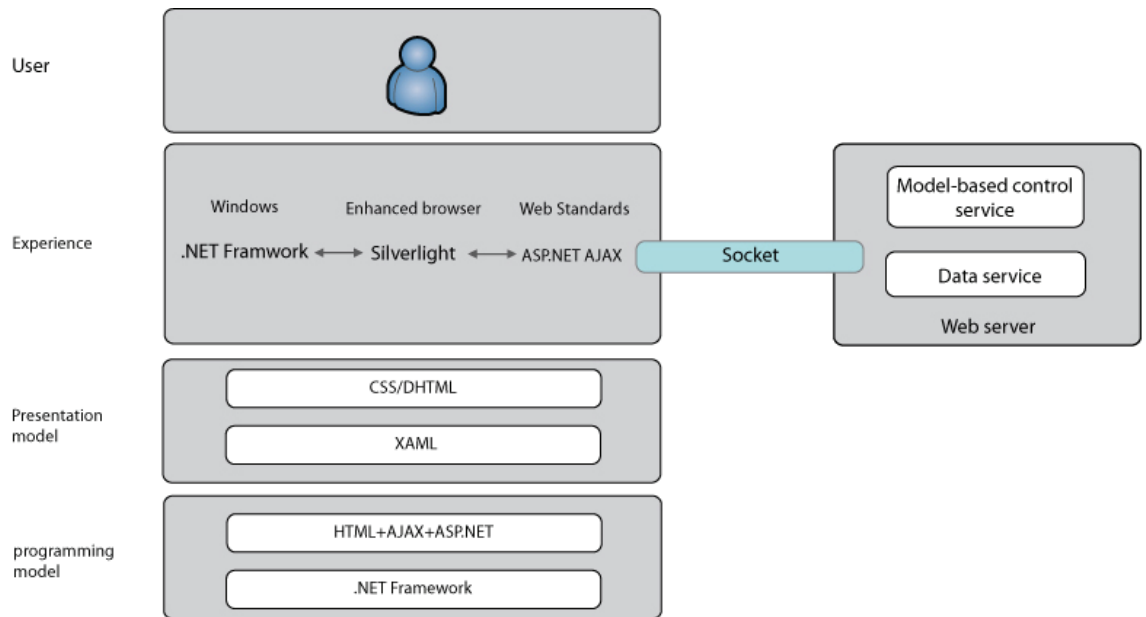 User
Experience
Windows
Enhanced browser
Web Standards
.NET Framwork
Silverlight
ASP.NET AJAX
Socket
Model-based control
service
Data service
Web server
Presentation
model
CSS/DHTML
XAML
programming
model
HTML+AJAX+ASP.NET
.NET Framework